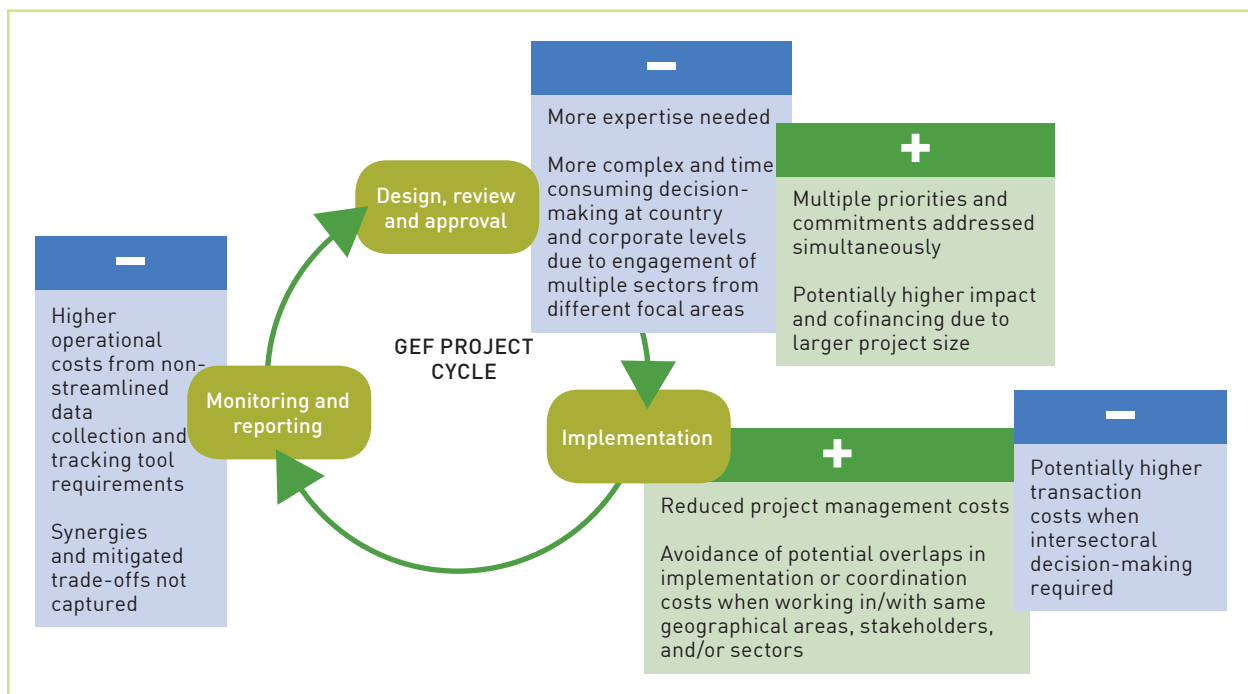 −
More expertise needed
More complex and time
consuming decision-
making at country
and corporate levels
due to engagement of
multiple sectors from
different focal areas
+
Multiple priorities and
commitments addressed
simultaneously
Potentially higher impact
and cofinancing due to
larger project size
Design, review
and approval
GEF PROJECT
CYCLE
−
Higher
operational
costs from non-
streamlined
data
collection and
tracking tool
requirements
Synergies
and mitigated
trade-offs not
captured
Monitoring and
reporting
Implementation
+
Reduced project management costs
Avoidance of potential overlaps in
implementation or coordination
costs when working in/with same
geographical areas, stakeholders,
and/or sectors
−
Potentially higher
transaction
costs when
intersectoral
decision-making
required